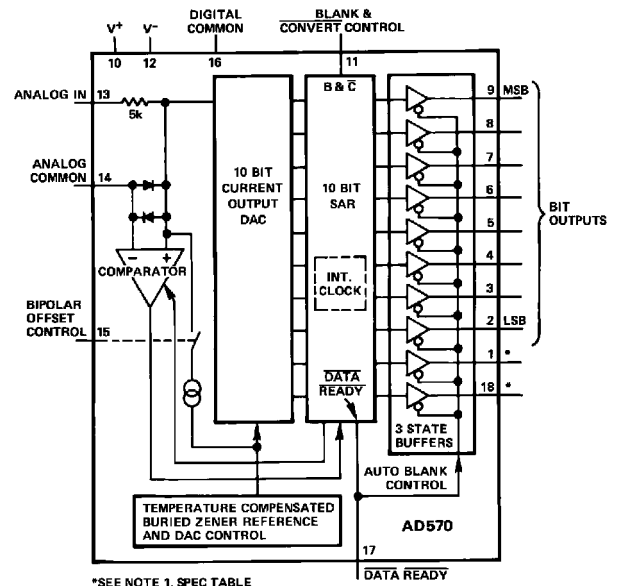 DIGITAL
COMMON
BLANK &
CONVERT CONTROL
V+
V-
10
12
16
11
ANALOG IN
13
5k
B & C
9
MSB
8
7
6
5
4
3
2
LSB
1
*
18
*
BIT
OUTPUTS
ANALOG
COMMON
14
10 BIT
CURRENT
OUTPUT
DAC
10 BIT
SAR
- +
COMPARATOR
INT.
CLOCK
BIPOLAR
OFFSET
CONTROL
15
DATA
READY
3 STATE
BUFFERS
AUTO BLANK
CONTROL
TEMPERATURE COMPENSATED
BURIED ZENER REFERENCE
AND DAC CONTROL
AD570
17
DATA READY
*SEE NOTE 1, SPEC TABLE